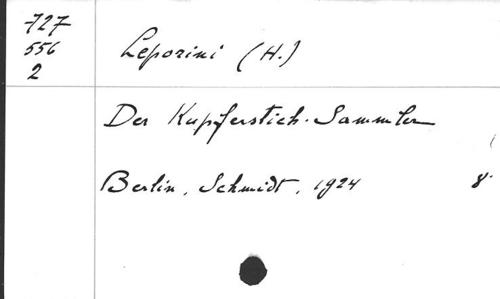 727
556
2
Leporini (H.)
Der Kupferstich-Sammler
Berlin, Schmidt, 1924 8°